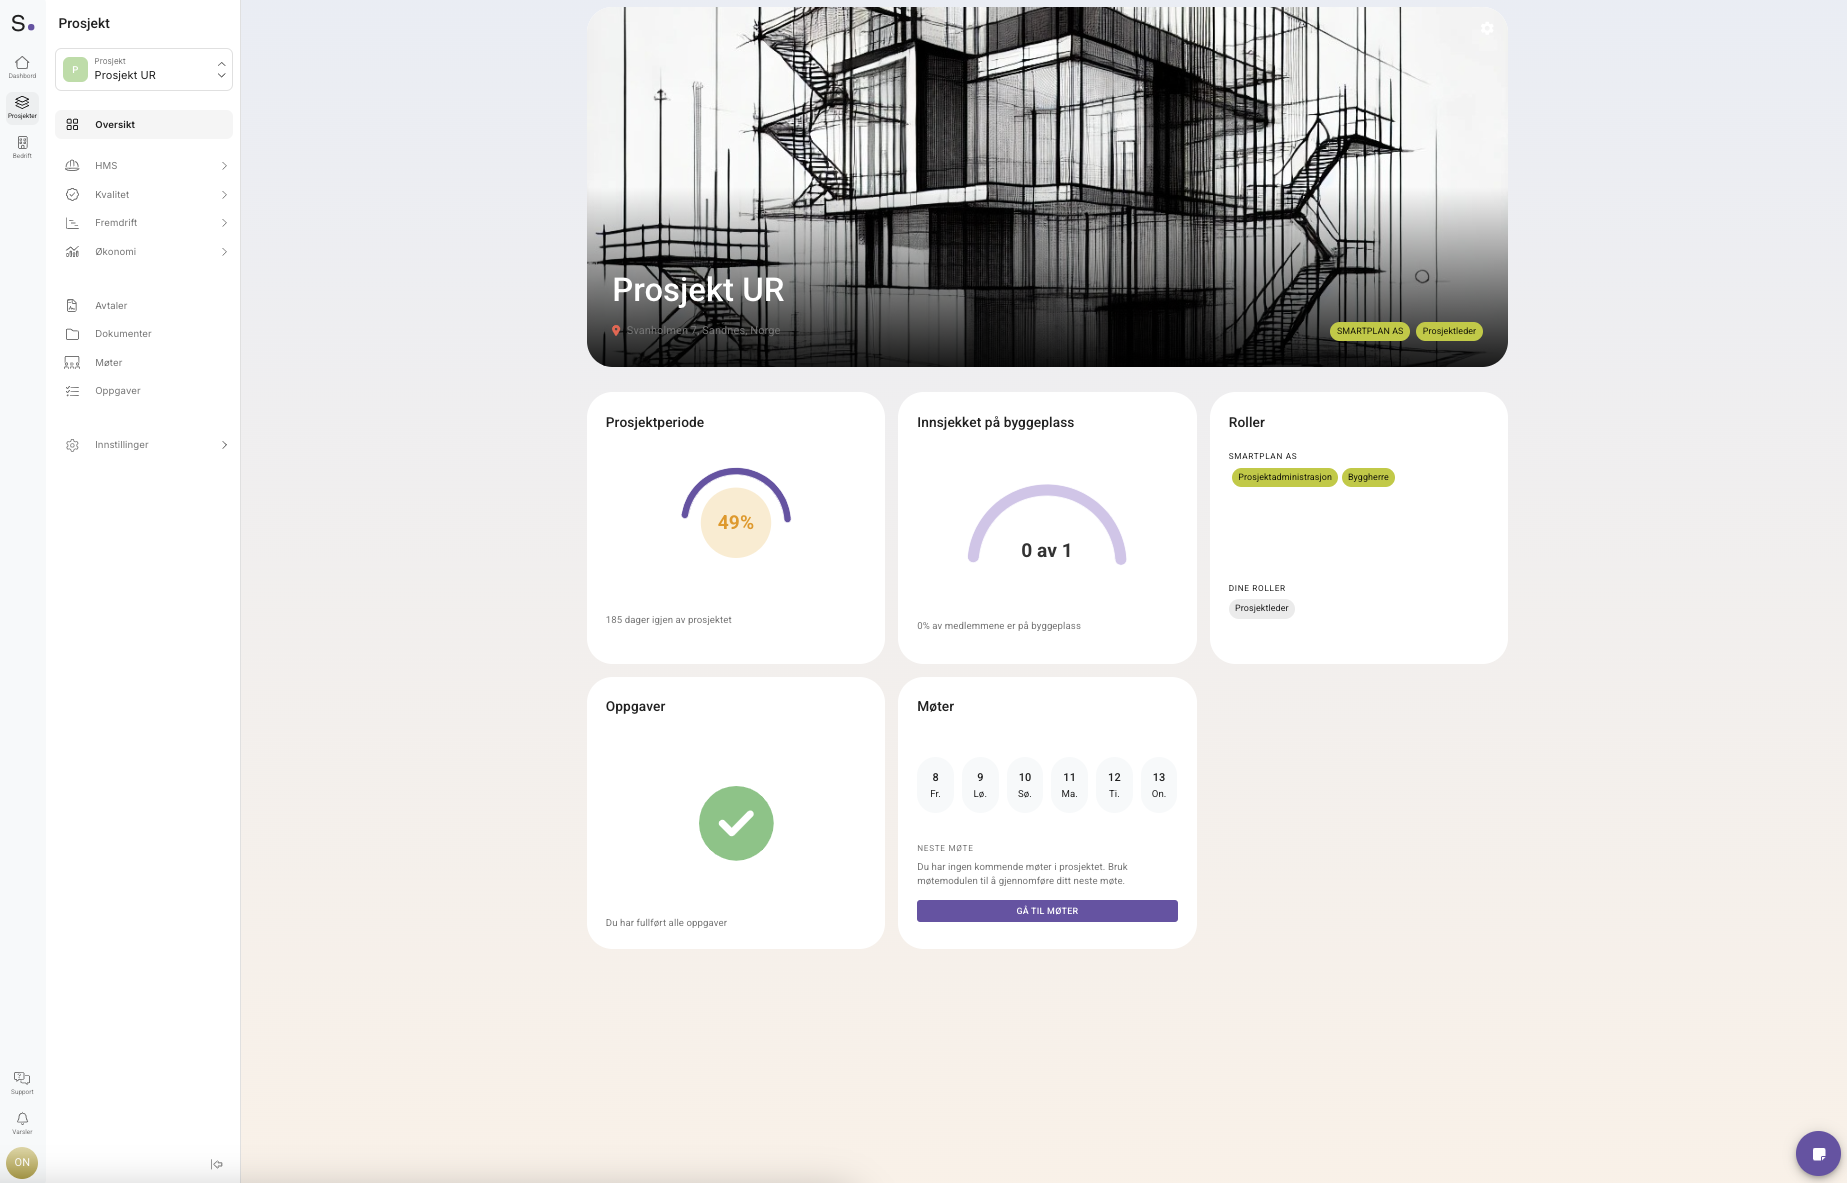 S.
Dashbord
Prosjekter
Bedrift
Support
Varsler
ON
Prosjekt
P
Prosjekt
Prosjekt UR
Oversikt
HMS
Kvalitet
Fremdrift
Økonomi
Avtaler
Dokumenter
Møter
Oppgaver
Innstillinger
Prosjekt UR
Svanholmen 7, Sandnes, Norge
SMARTPLAN AS
Prosjektleder
Prosjektperiode
49%
185 dager igjen av prosjektet
Innsjekket på byggeplass
0 av 1
0% av medlemmene er på byggeplass
Roller
SMARTPLAN AS
Prosjektadministrasjon
Byggherre
DINE ROLLER
Prosjektleder
Oppgaver
Du har fullført alle oppgaver
Møter
8 9 10 11 12 13
Fr. Lø. Sø. Ma. Ti. On.
NESTE MØTE
Du har ingen kommende møter i prosjektet. Bruk
møtemodulen til å gjennomføre ditt neste møte.
GÅ TIL MØTER